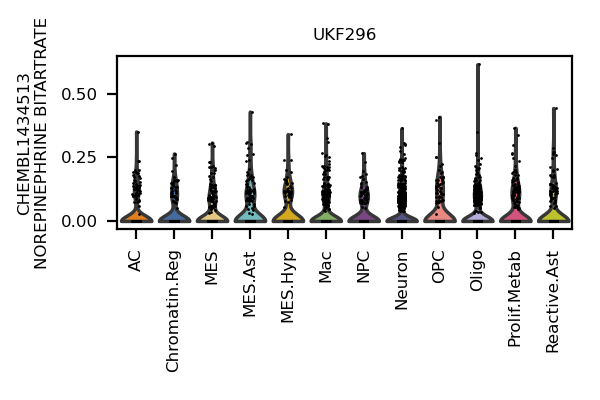 UKF296
CHEMBL1434513
NOREPINEPHRINE BITARTRATE
0.50
0.25
0.00
AC
Chromatin.Reg
MES
MES.Ast
MES.Hyp
Mac
NPC
Neuron
OPC
Oligo
Prolif.Metab
Reactive.Ast